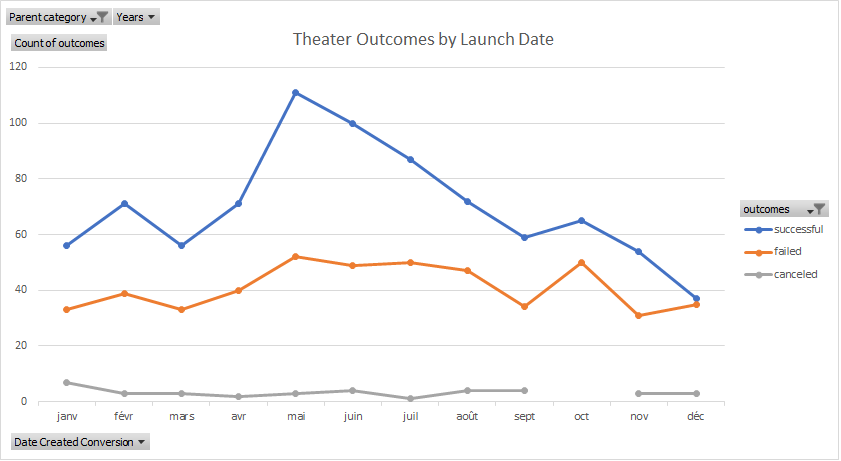 Parent category Years
Count of outcomes
Theater Outcomes by Launch Date
120
100
80
60
40
20
0
janv févr mars avr mai juin juil août sept oct nov déc
outcomes
successful
failed
canceled
Date Created Conversion